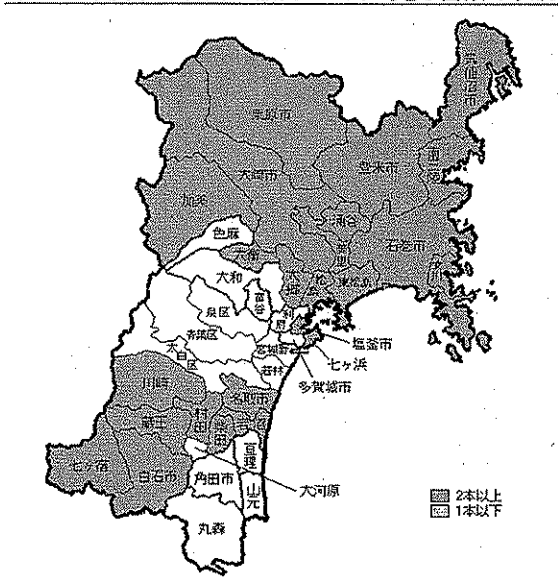 気仙沼市
栗原市
登米市
南三陸
大崎市
加美
涌谷
色麻
美里
石巻市
女川
大衡
大和
大郷
松島
東松島
富谷
泉区
利府
青葉区
宮城野
塩釜市
七ヶ浜
太白区
若林
多賀城市
川崎
名取市
村田
柴田
蔵王
亘理
七ヶ宿
白石市
角田市
山元
大河原
丸森
2本以上
1本以下